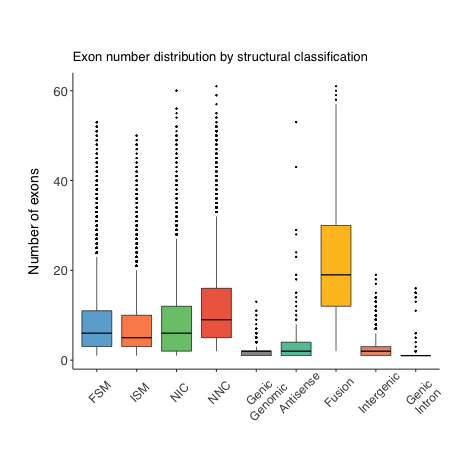 Exon number distribution by structural classification
Number of exons
60
40
20
0
FSM
ISM
NIC
NNC
Genic
Genomic
Antisense
Fusion
Intergenic
Genic
Intron